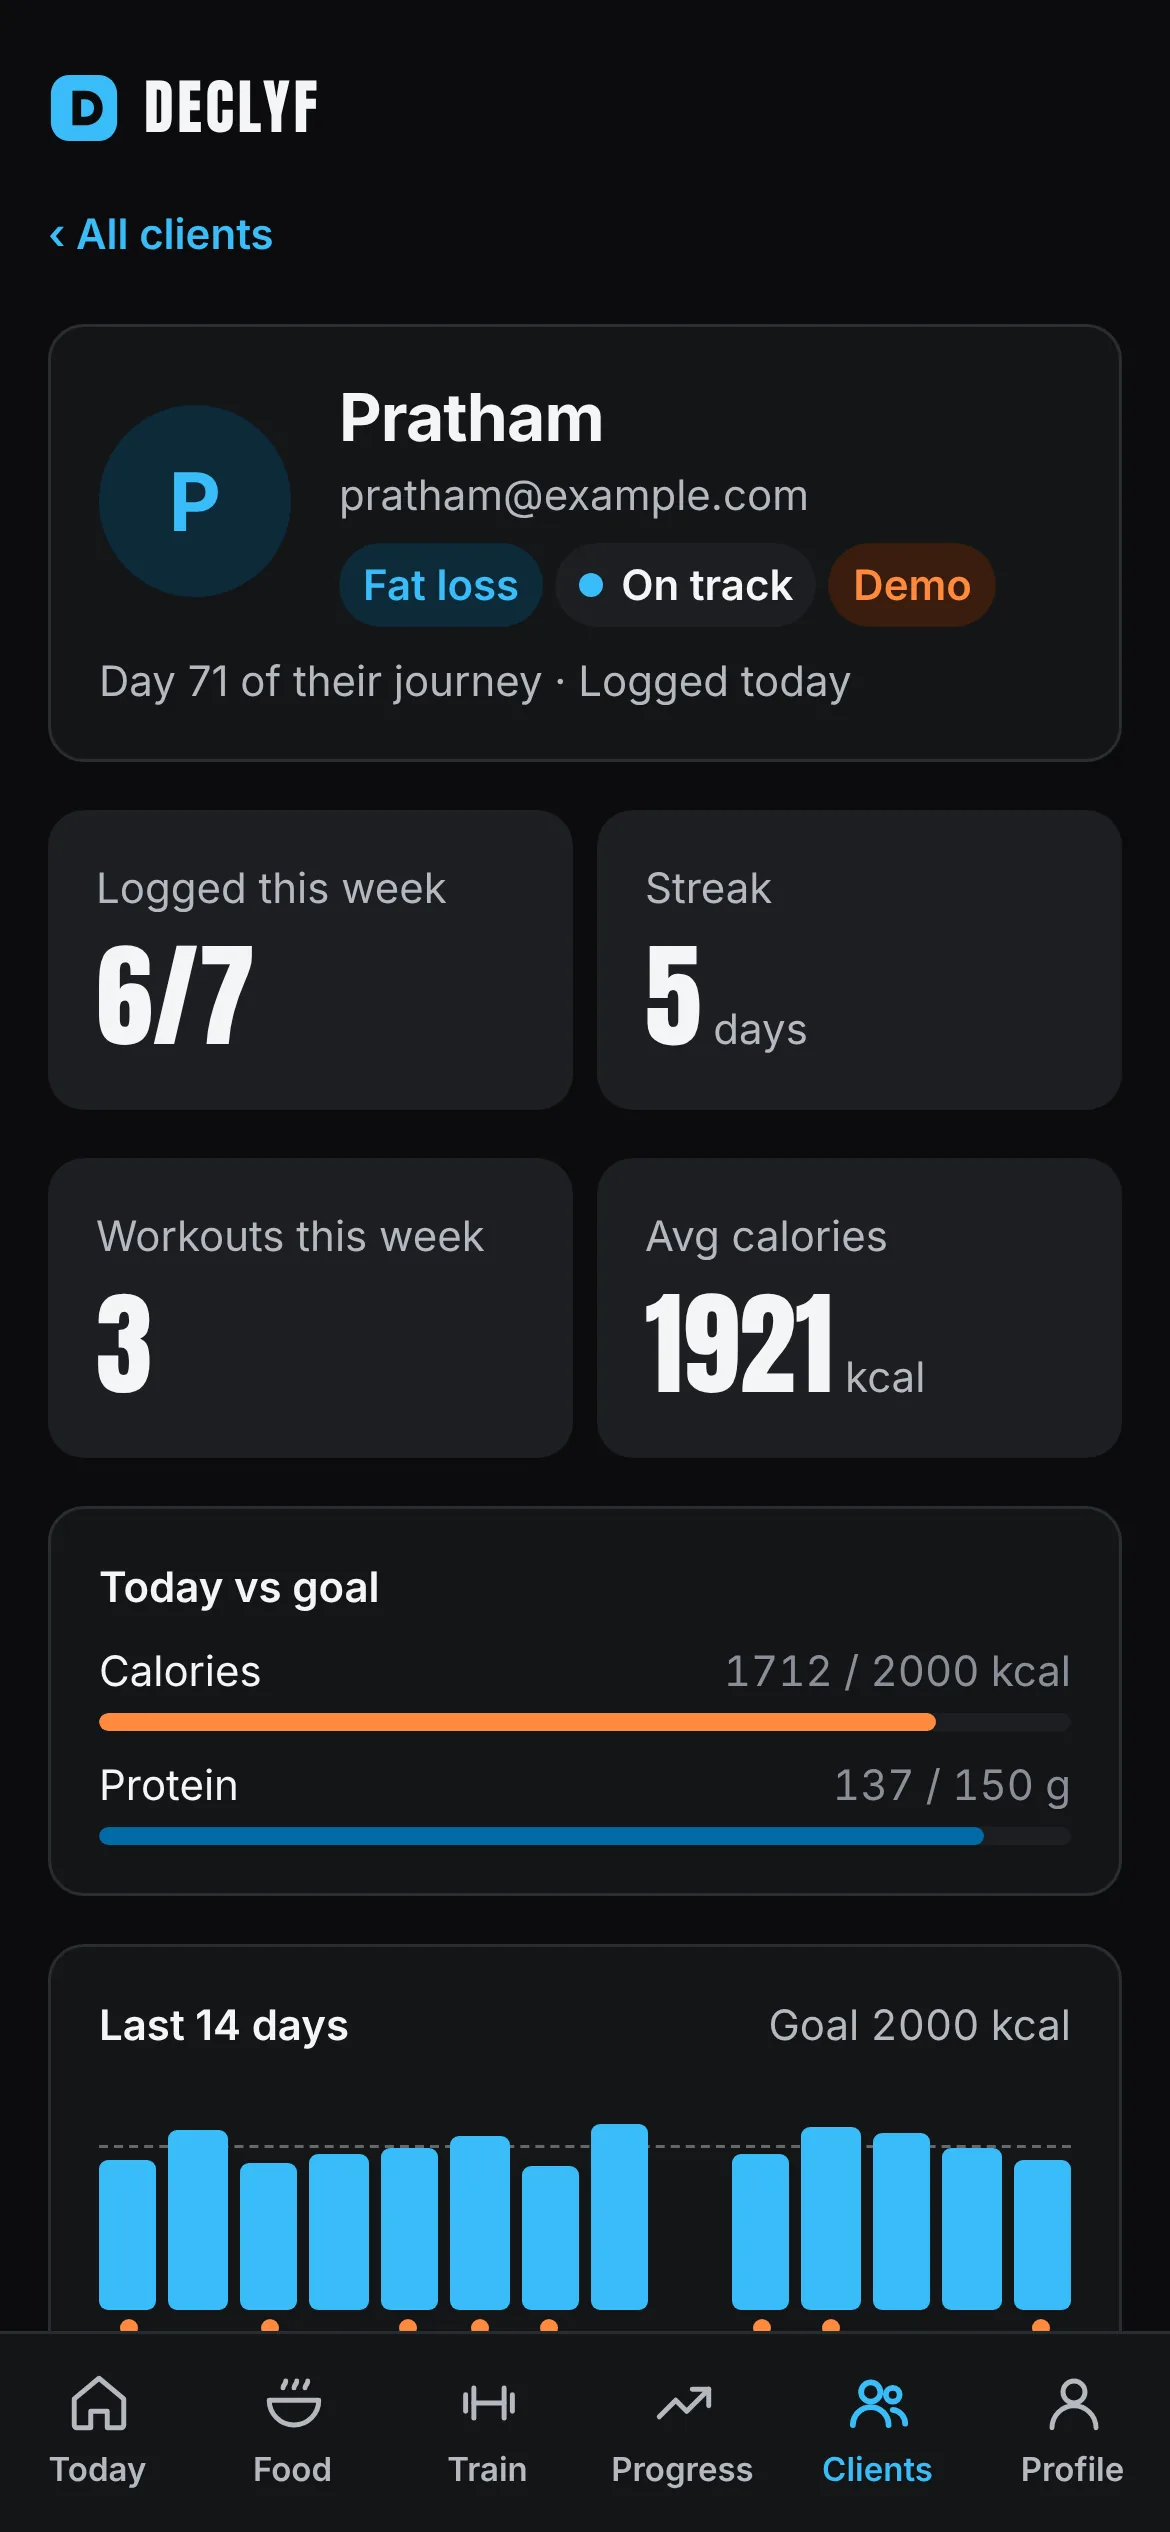 D DECLYF
‹ All clients
P
Pratham
pratham@example.com
Fat loss On track Demo
Day 71 of their journey · Logged today
Logged this week Streak
6/7 5 days
Workouts this week Avg calories
3 1921 kcal
Today vs goal
Calories 1712 / 2000 kcal
Protein 137 / 150 g
Last 14 days Goal 2000 kcal
Today Food Train Progress Clients Profile